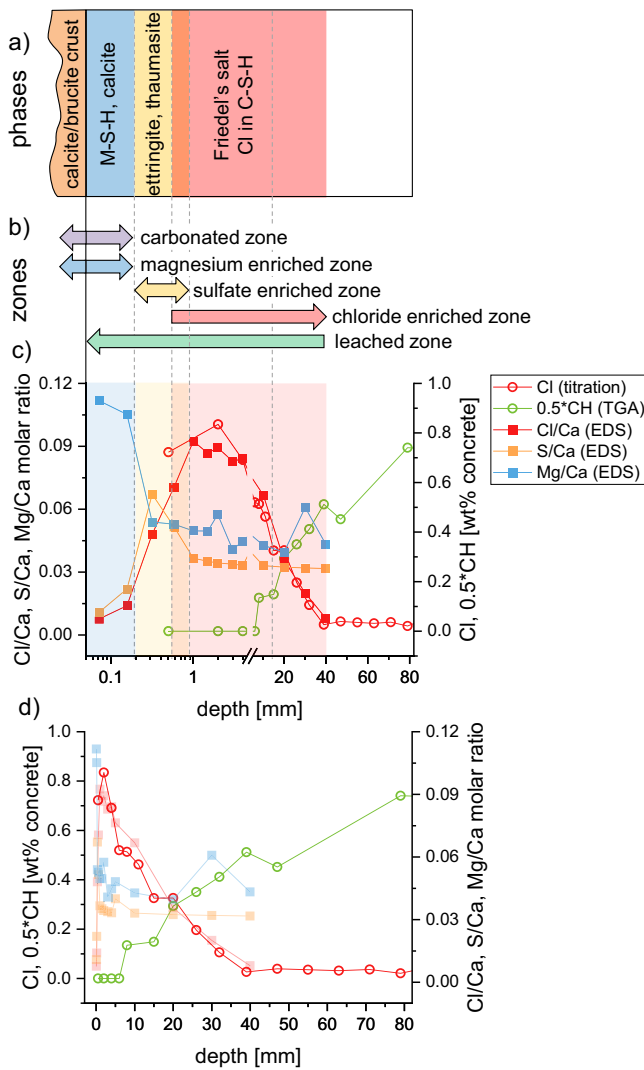 a)
phases
calcite/brucite crust
M-S-H, calcite
ettringite, thaumasite
Friedel's salt
Cl in C-S-H
b)
zones
carbonated zone
magnesium enriched zone
sulfate enriched zone
chloride enriched zone
leached zone
c)
Cl/Ca, S/Ca, Mg/Ca molar ratio
0.12
0.09
0.06
0.03
0.00
0.1
1
20
40
60
80
depth [mm]
1.0
0.8
0.6
0.4
0.2
0.0
Cl, 0.5*CH [wt% concrete]
Cl (titration)
0.5*CH (TGA)
Cl/Ca (EDS)
S/Ca (EDS)
Mg/Ca (EDS)
d)
Cl, 0.5*CH [wt% concrete]
1.0
0.8
0.6
0.4
0.2
0.0
0
10
20
30
40
50
60
70
80
depth [mm]
0.12
0.09
0.06
0.03
0.00
Cl/Ca, S/Ca, Mg/Ca molar ratio